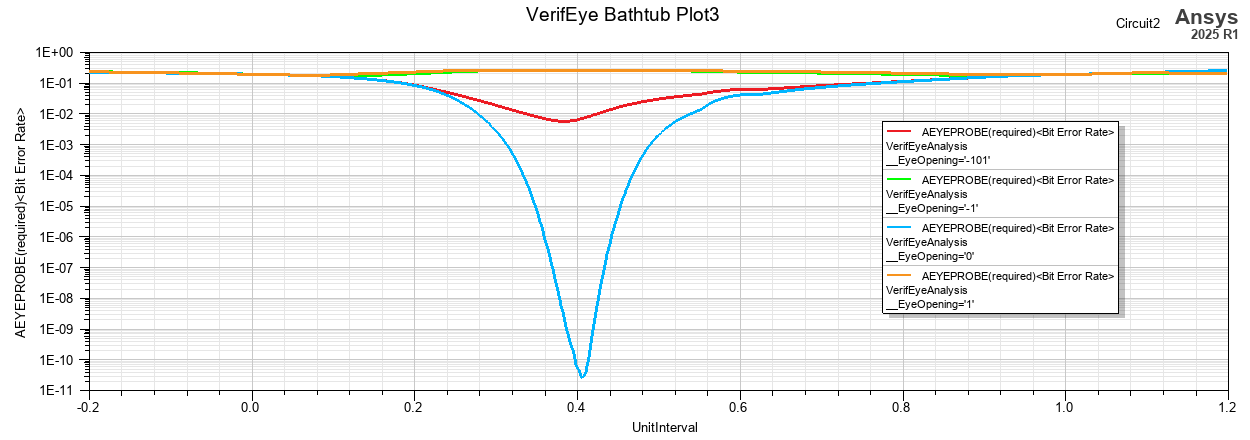 VerifEye Bathtub Plot3
Circuit2
Ansys
2025 R1
AEYEPROBE(required)<Bit Error Rate>
1E+00
1E-01
1E-02
1E-03
1E-04
1E-05
1E-06
1E-07
1E-08
1E-09
1E-10
1E-11
AEYEPROBE(required)<Bit Error Rate>
VerifEyeAnalysis
__EyeOpening='-101'
AEYEPROBE(required)<Bit Error Rate>
VerifEyeAnalysis
__EyeOpening='-1'
AEYEPROBE(required)<Bit Error Rate>
VerifEyeAnalysis
__EyeOpening='0'
AEYEPROBE(required)<Bit Error Rate>
VerifEyeAnalysis
__EyeOpening='1'
-0.2 0.0 0.2 0.4 0.6 0.8 1.0 1.2
UnitInterval